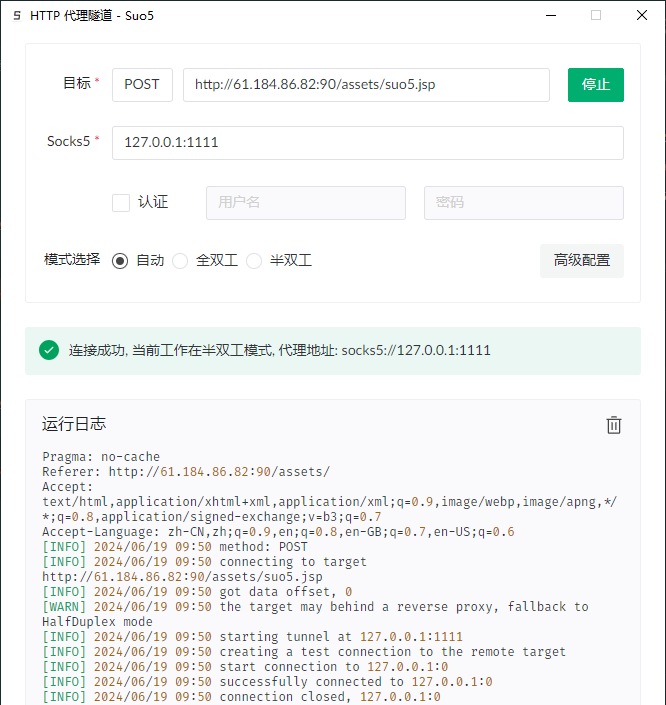 HTTP 代理隧道 - Suo5
目标 * POST http://61.184.86.82:90/assets/suo5.jsp 停止
Socks5 * 127.0.0.1:1111
认证 用户名 密码
模式选择 自动 全双工 半双工 高级配置
连接成功, 当前工作在半双工模式, 代理地址: socks5://127.0.0.1:1111
运行日志
Pragma: no-cache
Referer: http://61.184.86.82:90/assets/
Accept:
text/html,application/xhtml+xml,application/xml;q=0.9,image/webp,image/apng,*/
*;q=0.8,application/signed-exchange;v=b3;q=0.7
Accept-Language: zh-CN,zh;q=0.9,en;q=0.8,en-GB;q=0.7,en-US;q=0.6
[INFO] 2024/06/19 09:50 method: POST
[INFO] 2024/06/19 09:50 connecting to target
http://61.184.86.82:90/assets/suo5.jsp
[INFO] 2024/06/19 09:50 got data offset, 0
[WARN] 2024/06/19 09:50 the target may behind a reverse proxy, fallback to
HalfDuplex mode
[INFO] 2024/06/19 09:50 starting tunnel at 127.0.0.1:1111
[INFO] 2024/06/19 09:50 creating a test connection to the remote target
[INFO] 2024/06/19 09:50 start connection to 127.0.0.1:0
[INFO] 2024/06/19 09:50 successfully connected to 127.0.0.1:0
[INFO] 2024/06/19 09:50 connection closed, 127.0.0.1:0